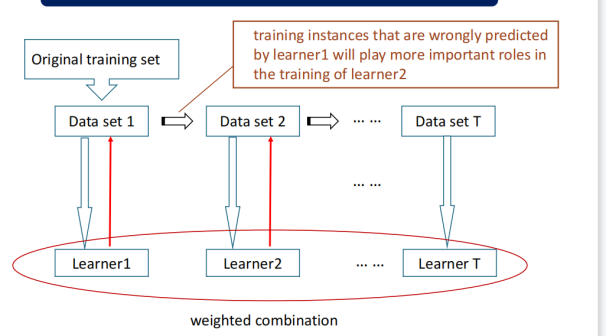 training instances that are wrongly predicted
by learner1 will play more important roles in
the training of learner2
Original training set
Data set 1
Data set 2
... ...
Data set T
... ...
Learner1
Learner2
... ...
Learner T
weighted combination